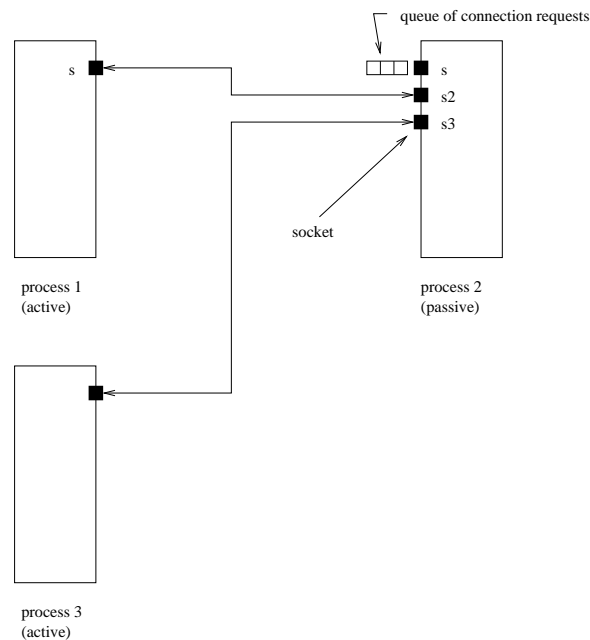 queue of connection requests
s
s
s2
s3
socket
process 1
(active)
process 2
(passive)
process 3
(active)